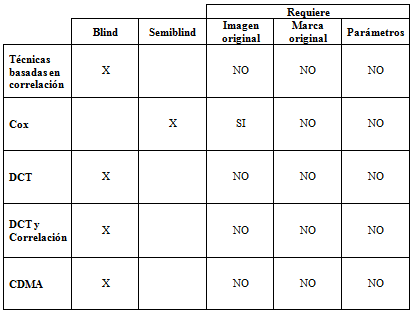 Requiere
Blind Semiblind Imagen original Marca original Parámetros
Técnicas basadas en correlación X NO NO NO
Cox X SI NO NO
DCT X NO NO NO
DCT y Correlación X NO NO NO
CDMA X NO NO NO